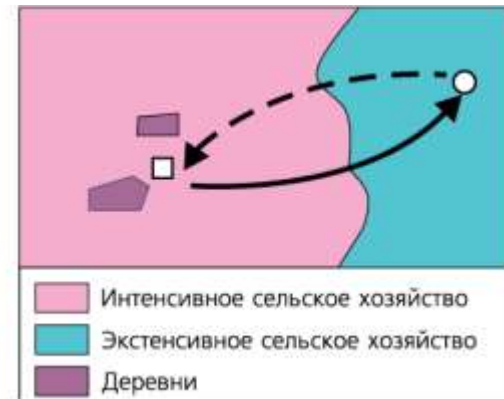 Интенсивное сельское хозяйство
Экстенсивное сельское хозяйство
Деревни